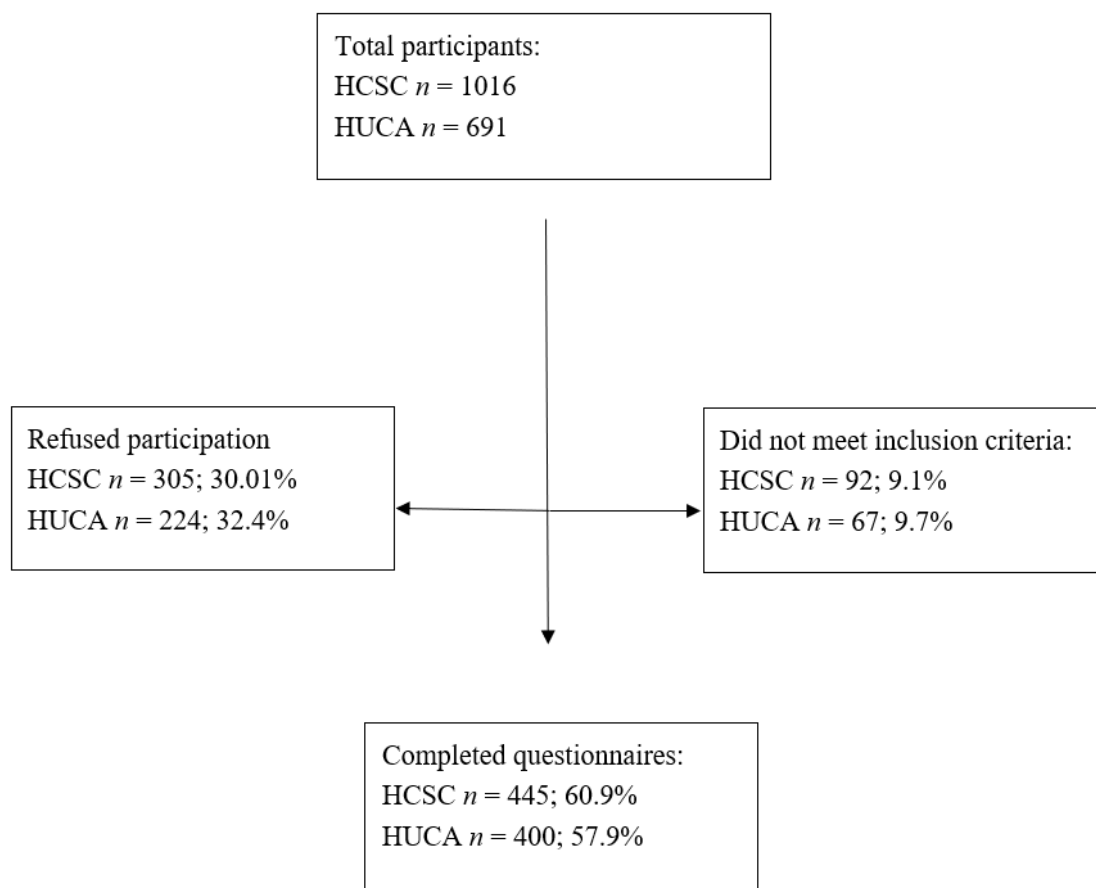 Total participants:
HCSC n = 1016
HUCA n = 691
Refused participation
HCSC n = 305; 30.01%
HUCA n = 224; 32.4%
Did not meet inclusion criteria:
HCSC n = 92; 9.1%
HUCA n = 67; 9.7%
Completed questionnaires:
HCSC n = 445; 60.9%
HUCA n = 400; 57.9%